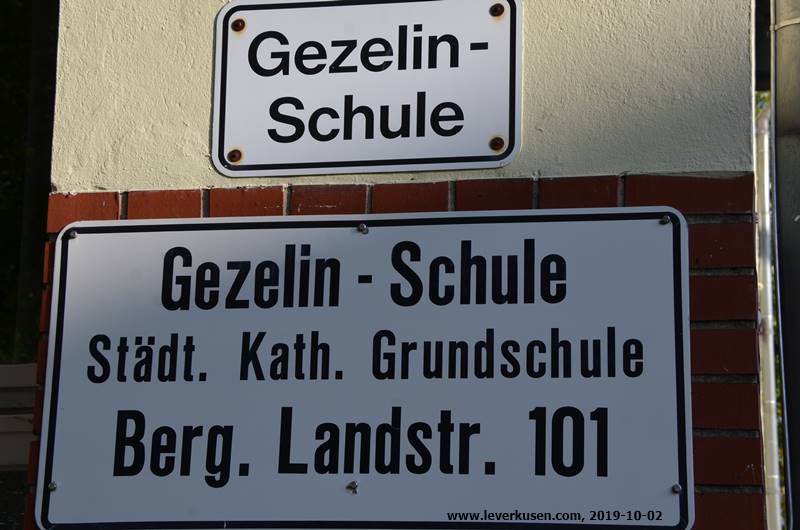 Gezelin-
Schule
Gezelin - Schule
Städt. Kath. Grundschule
Berg. Landstr. 101
www.leverkusen.com, 2019-10-02